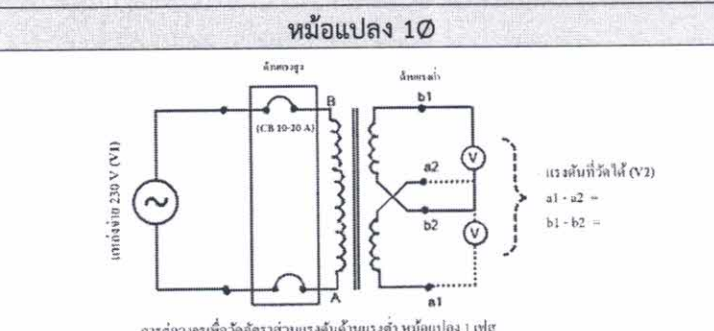 หม้อแปลง 1Ø
ด้านแรงสูง
ด้านแรงต่ำ
b1
B
(CB 10-20 A)
V
a2
แรงดันที่วัดได้ (V2)
แหล่งจ่าย 230 V (V1)
a1 - a2 =
b2
b1 - b2 =
V
A
a1
การต่อวงจรเพื่อวัดอัตราส่วนแรงดันด้านแรงต่ำ หม้อแปลง 1 เฟส